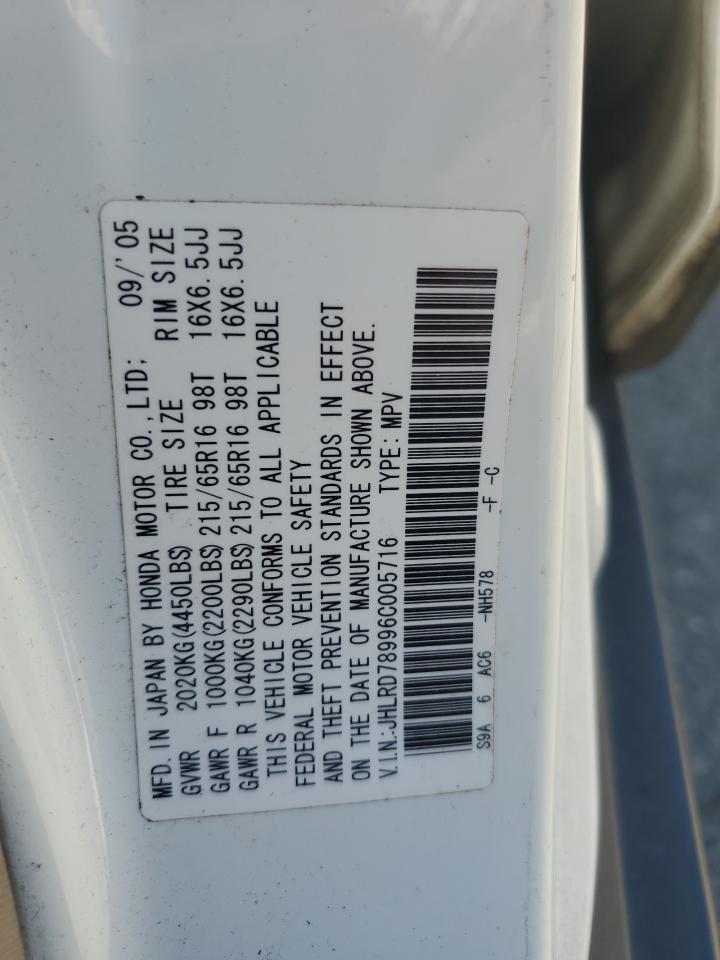 MFD. IN JAPAN BY HONDA MOTOR CO., LTD; 09/'05
GVWR 2020KG(4450LBS) TIRE SIZE RIM SIZE
GAWR F 1000KG(2200LBS) 215/65R16 98T 16X6.5JJ
GAWR R 1040KG(2290LBS) 215/65R16 98T 16X6.5JJ
THIS VEHICLE CONFORMS TO ALL APPLICABLE
FEDERAL MOTOR VEHICLE SAFETY
AND THEFT PREVENTION STANDARDS IN EFFECT
ON THE DATE OF MANUFACTURE SHOWN ABOVE.
V.I.N.:JHLRD78996C005716 TYPE: MPV
S9A 6 AC6 -NH578 -F -C